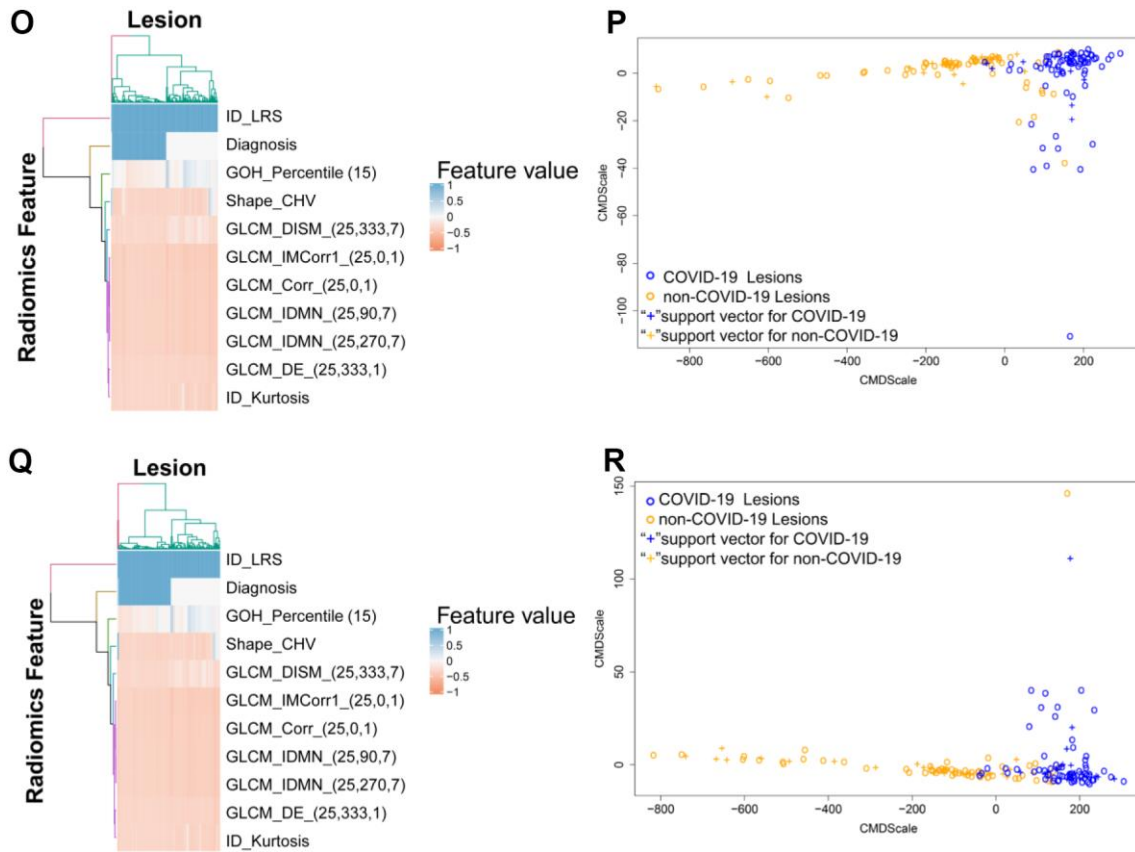 O
Lesion
Radiomics Feature
ID_LRS
Diagnosis
GOH_Percentile (15)
Shape_CHV
GLCM_DISM_(25,333,7)
GLCM_IMCorr1_(25,0,1)
GLCM_Corr_(25,0,1)
GLCM_IDMN_(25,90,7)
GLCM_IDMN_(25,270,7)
GLCM_DE_(25,333,1)
ID_Kurtosis
Feature value
1
0.5
0
−0.5
−1
P
CMDScale
0
−20
−40
−60
−80
−100
COVID-19 Lesions
non-COVID-19 Lesions
"+"support vector for COVID-19
"+"support vector for non-COVID-19
−800
−600
−400
−200
0
200
CMDScale
Q
Lesion
Radiomics Feature
ID_LRS
Diagnosis
GOH_Percentile (15)
Shape_CHV
GLCM_DISM_(25,333,7)
GLCM_IMCorr1_(25,0,1)
GLCM_Corr_(25,0,1)
GLCM_IDMN_(25,90,7)
GLCM_IDMN_(25,270,7)
GLCM_DE_(25,333,1)
ID_Kurtosis
Feature value
1
0.5
0
−0.5
−1
R
CMDScale
150
100
50
0
COVID-19 Lesions
non-COVID-19 Lesions
"+"support vector for COVID-19
"+"support vector for non-COVID-19
−800
−600
−400
−200
0
200
CMDScale